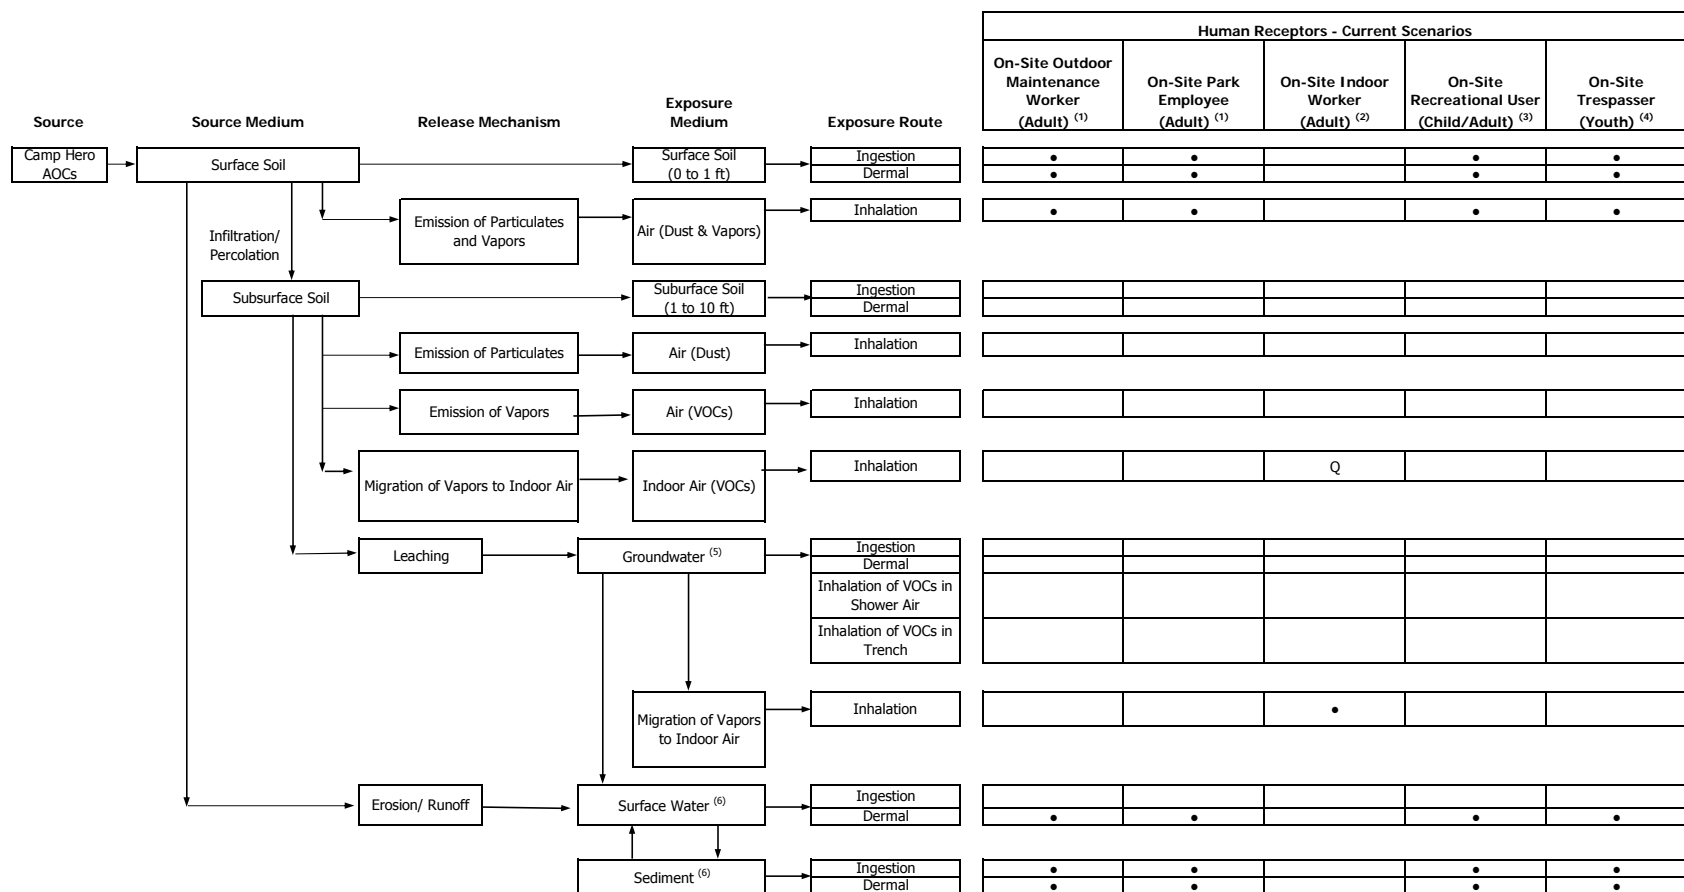 Human Receptors - Current Scenarios
Source
Source Medium
Release Mechanism
Exposure
Medium
Exposure Route
On-Site Outdoor
Maintenance
Worker
(Adult) (1)
On-Site Park
Employee
(Adult) (1)
On-Site Indoor
Worker
(Adult) (2)
On-Site
Recreational User
(Child/Adult) (3)
On-Site
Trespasser
(Youth) (4)
Camp Hero
AOCs
Surface Soil
Surface Soil
(0 to 1 ft)
Ingestion
• • • •
Dermal
• • • •
Emission of Particulates
and Vapors
Air (Dust & Vapors)
Inhalation
• • • •
Infiltration/
Percolation
Subsurface Soil
Suburface Soil
(1 to 10 ft)
Ingestion
Dermal
Emission of Particulates
Air (Dust)
Inhalation
Emission of Vapors
Air (VOCs)
Inhalation
Migration of Vapors to Indoor Air
Indoor Air (VOCs)
Inhalation
Q
Leaching
Groundwater (5)
Ingestion
Dermal
Inhalation of VOCs in
Shower Air
Inhalation of VOCs in
Trench
Migration of Vapors
to Indoor Air
Inhalation
•
Erosion/ Runoff
Surface Water (6)
Ingestion
Dermal
• • • •
Sediment (6)
Ingestion
• • • •
Dermal
• • • •